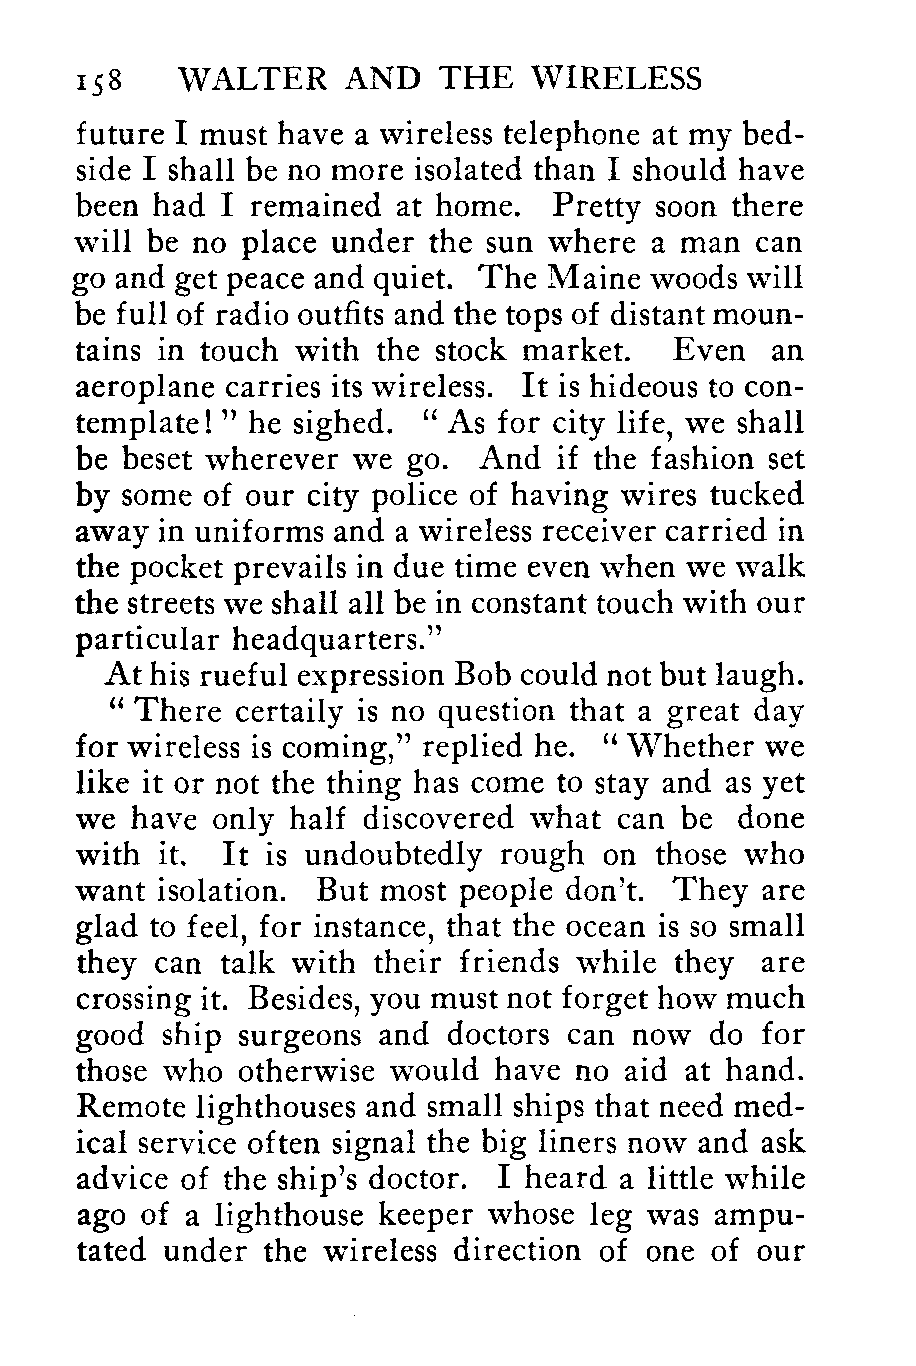 158 WALTER AND THE WIRELESS
future I must have a wireless telephone at my bed-
side I shall be no more isolated than I should have
been had I remained at home. Pretty soon there
will be no place under the sun where a man can
go and get peace and quiet. The Maine woods will
be full of radio outfits and the tops of distant moun-
tains in touch with the stock market. Even an
aeroplane carries its wireless. It is hideous to con-
template! " he sighed. " As for city life, we shall
be beset wherever we go. And if the fashion set
by some of our city police of having wires tucked
away in uniforms and a wireless receiver carried in
the pocket prevails in due time even when we walk
the streets we shall all be in constant touch with our
particular headquarters."
At his rueful expression Bob could not but laugh.
" There certaily is no question that a great day
for wireless is coming," replied he. " Whether we
like it or not the thing has come to stay and as yet
we have only half discovered what can be done
with it. It is undoubtedly rough on those who
want isolation. But most people don't. They are
glad to feel, for instance, that the ocean is so small
they can talk with their friends while they are
crossing it. Besides, you must not forget how much
good ship surgeons and doctors can now do for
those who otherwise would have no aid at hand.
Remote lighthouses and small ships that need med-
ical service often signal the big liners now and ask
advice of the ship's doctor. I heard a little while
ago of a lighthouse keeper whose leg was ampu-
tated under the wireless direction of one of our